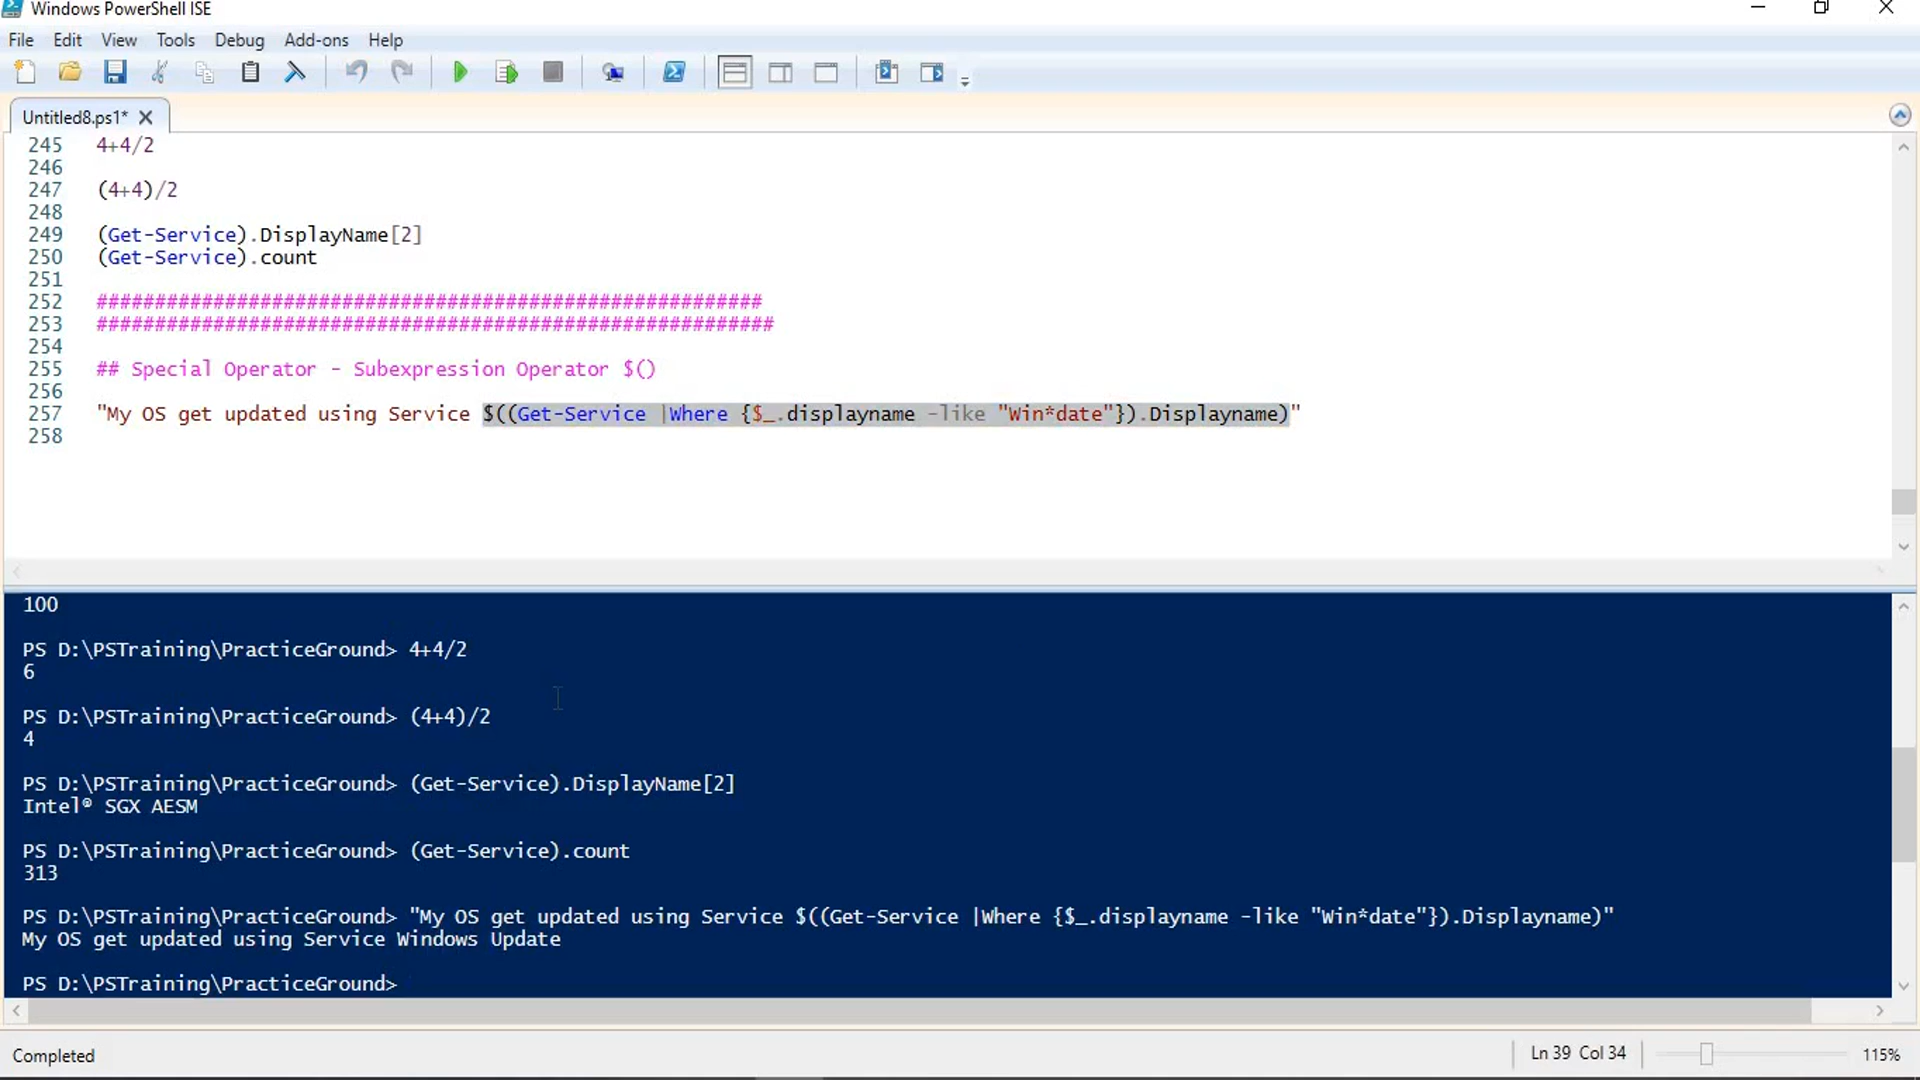 Windows PowerShell ISE
File Edit View Tools Debug Add-ons Help
Untitled8.ps1*
245 4+4/2
246
247 (4+4)/2
248
249 (Get-Service).DisplayName[2]
250 (Get-Service).count
251
252 #########################################################
253 ##########################################################
254
255 ## Special Operator - Subexpression Operator $()
256
257 "My OS get updated using Service $((Get-Service |Where {$_.displayname -like "Win*date"}).Displayname)"
258
100
PS D:\PSTraining\PracticeGround> 4+4/2
6
PS D:\PSTraining\PracticeGround> (4+4)/2
4
PS D:\PSTraining\PracticeGround> (Get-Service).DisplayName[2]
Intel® SGX AESM
PS D:\PSTraining\PracticeGround> (Get-Service).count
313
PS D:\PSTraining\PracticeGround> "My OS get updated using Service $((Get-Service |Where {$_.displayname -like "Win*date"}).Displayname)"
My OS get updated using Service Windows Update
PS D:\PSTraining\PracticeGround>
Completed
Ln 39 Col 34
115%